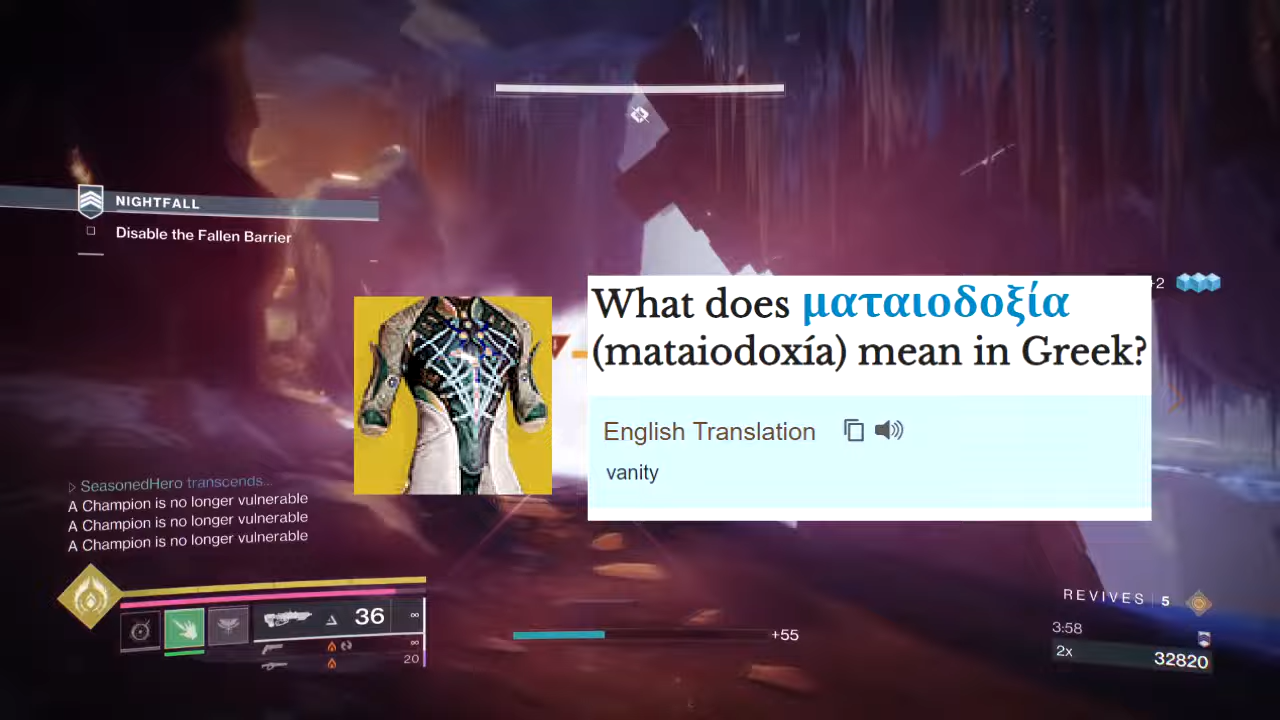 NIGHTFALL
Disable the Fallen Barrier
+2
What does ματαιοδοξία
(mataiodoxía) mean in Greek?
English Translation
vanity
SeasonedHero transcends...
A Champion is no longer vulnerable
A Champion is no longer vulnerable
A Champion is no longer vulnerable
36
∞
∞
20
+55
REVIVES | 5
3:58
2x
32820